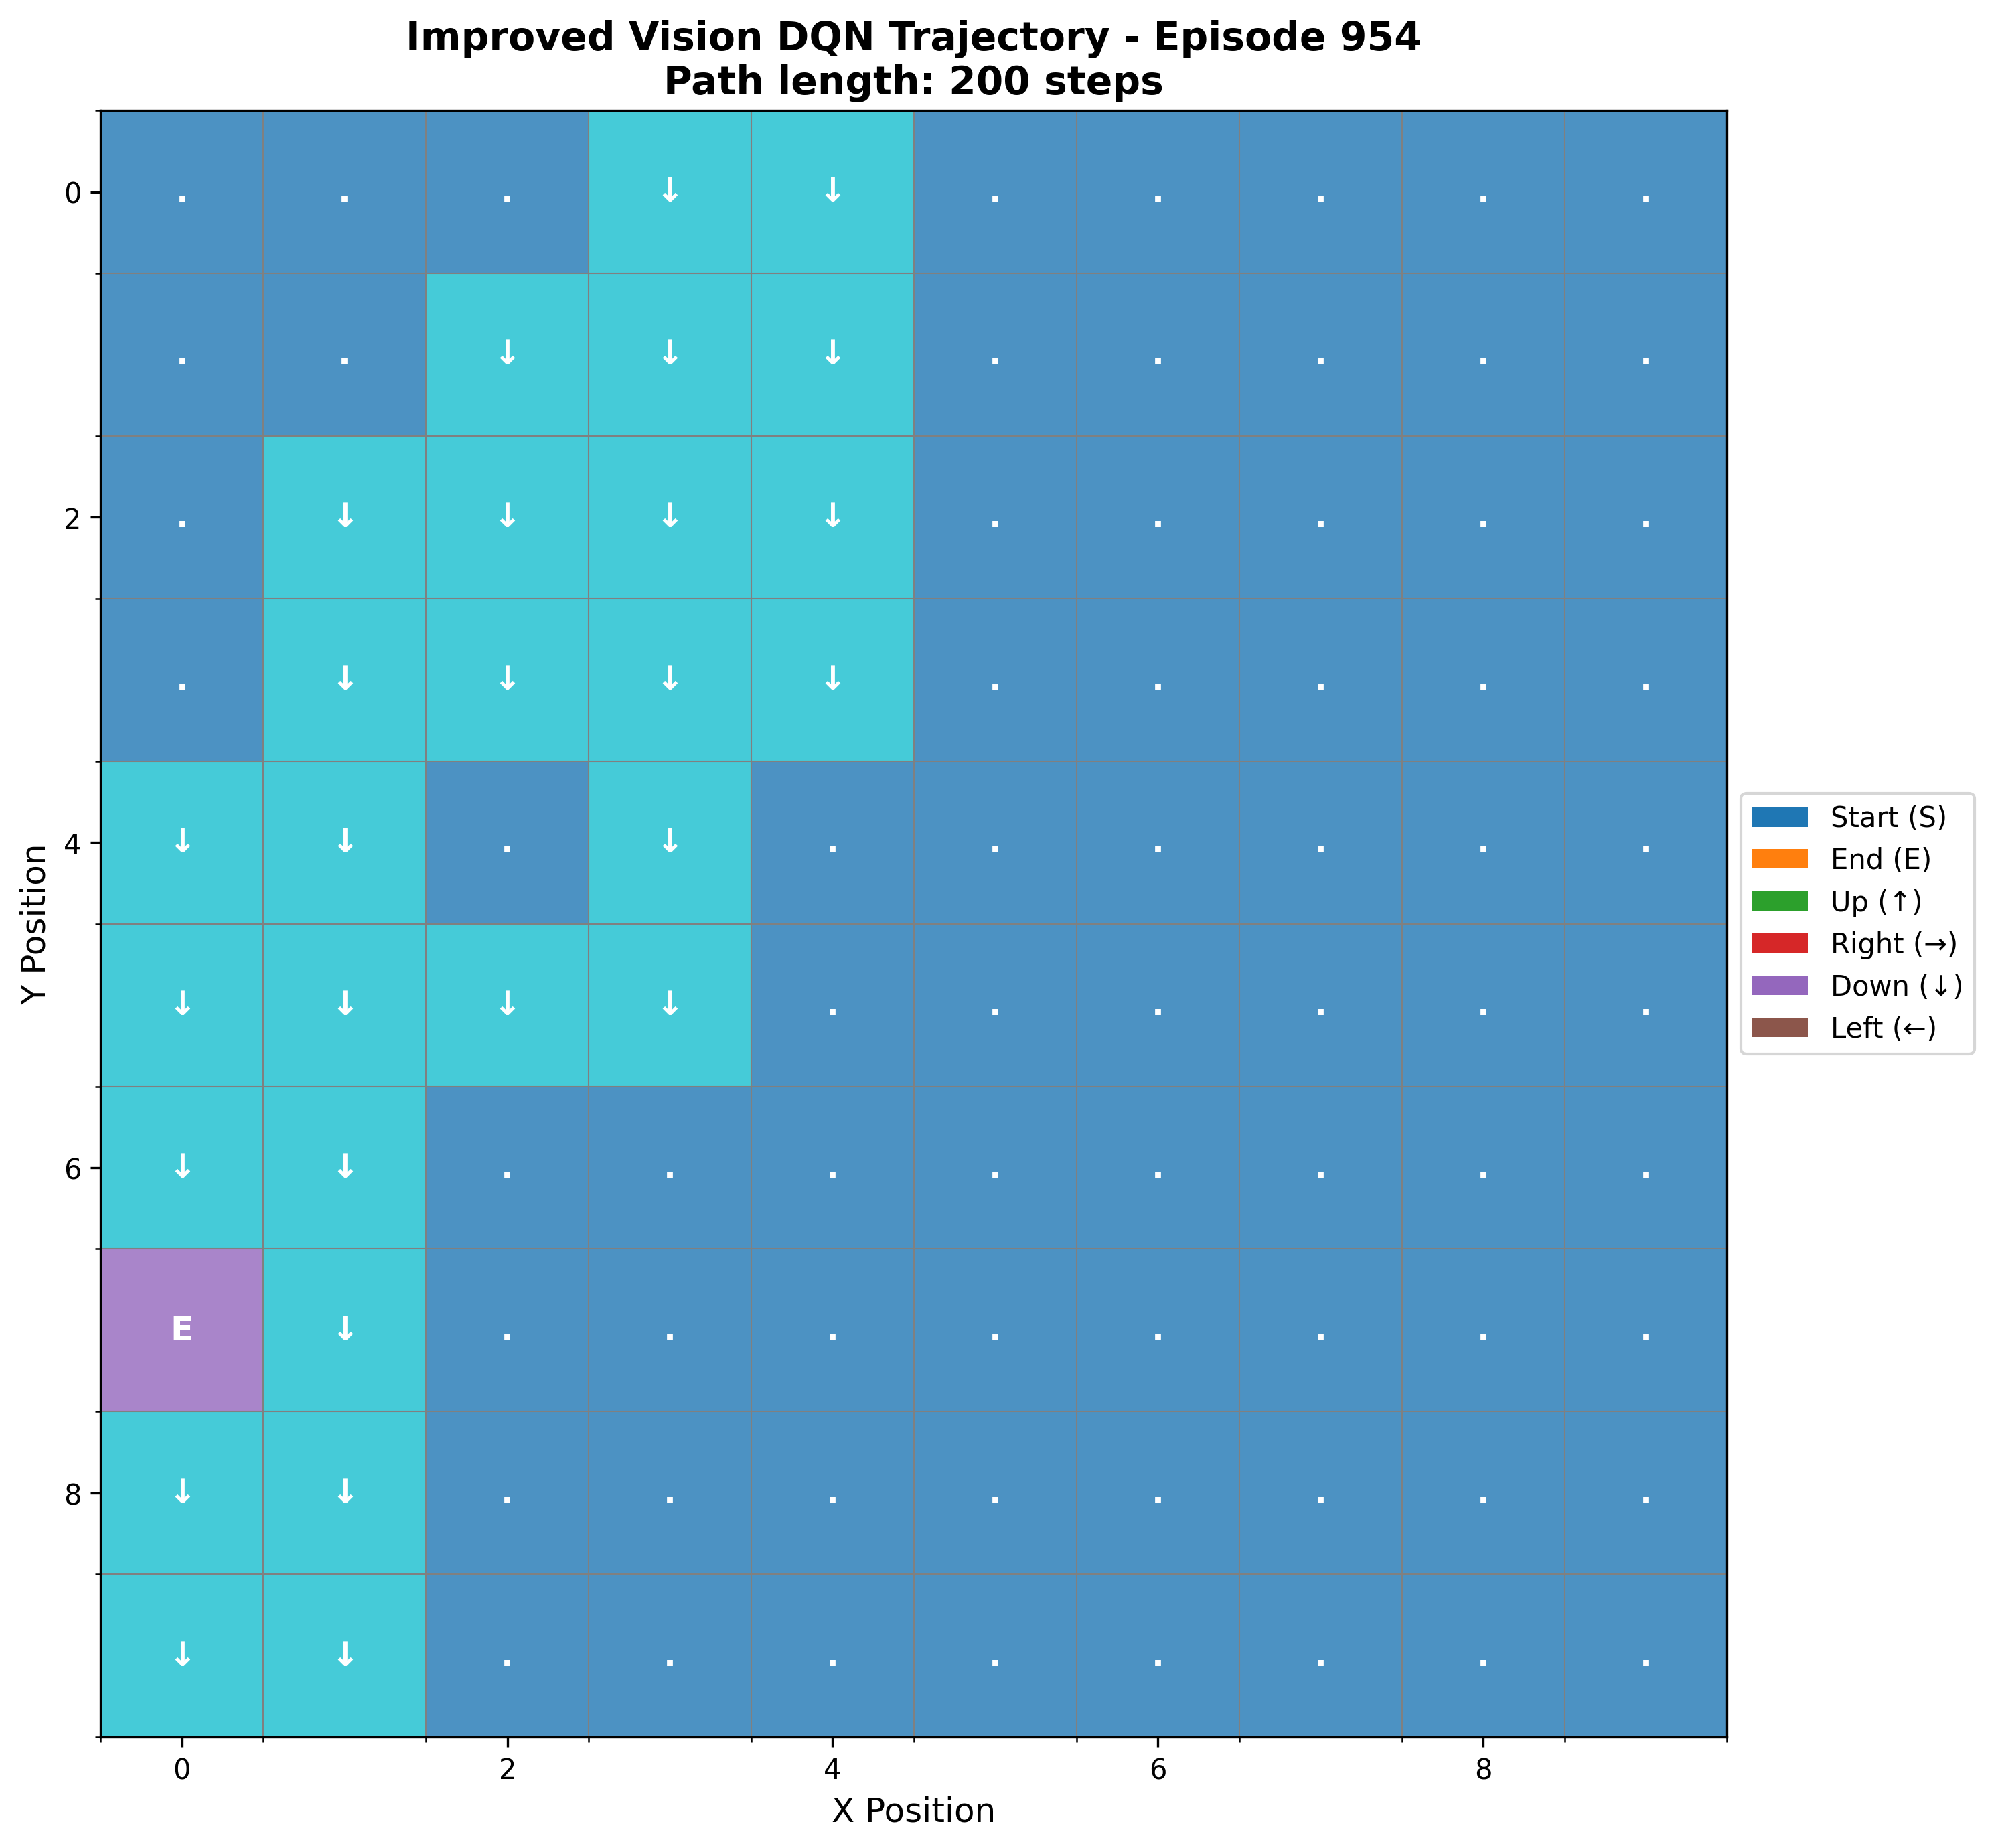 Improved Vision DQN Trajectory - Episode 954
Path length: 200 steps
0 . . . ↓ ↓ . . . . .
. . ↓ ↓ ↓ . . . . .
2 . ↓ ↓ ↓ ↓ . . . . .
. ↓ ↓ ↓ ↓ . . . . .
4 ↓ ↓ . ↓ . . . . . .
↓ ↓ ↓ ↓ . . . . . .
6 ↓ ↓ . . . . . . . .
E ↓ . . . . . . . .
8 ↓ ↓ . . . . . . . .
↓ ↓ . . . . . . . .
0 2 4 6 8
X Position
Y Position
Start (S)
End (E)
Up (↑)
Right (→)
Down (↓)
Left (←)